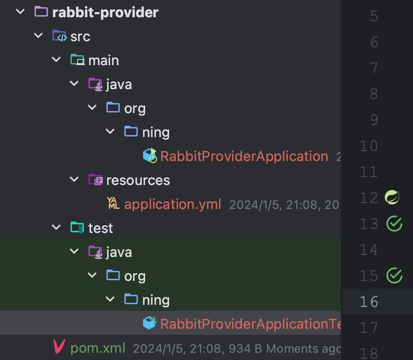 rabbit-provider
src
main
java
org
ning
RabbitProviderApplication
resources
application.yml 2024/1/5, 21:08, 20
test
java
org
ning
RabbitProviderApplicationTe
pom.xml 2024/1/5, 21:08, 934 B Moments ago
5
6
7
8
9
10
11
12
13
14
15
16
17
18